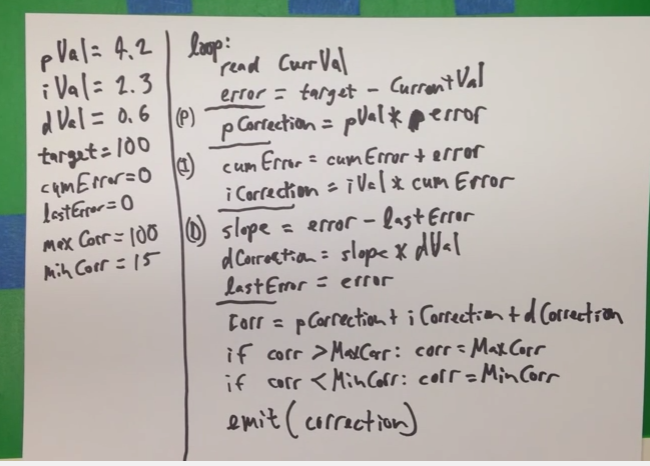 pVal = 4.2
iVal = 2.3
dVal = 0.6
target = 100
cumError = 0
lastError = 0
max Corr = 100
Min Corr = 15
loop:
read CurrVal
error = target - CurrentVal
(P) pCorrection = pVal * error
(I) cumError = cumError + error
iCorrection = iVal * cumError
(D) slope = error - lastError
dCorrection = slope * dVal
lastError = error
Corr = pCorrection + iCorrection + dCorrection
if corr > MaxCorr: corr = MaxCorr
if corr < MinCorr: corr = MinCorr
emit(correction)